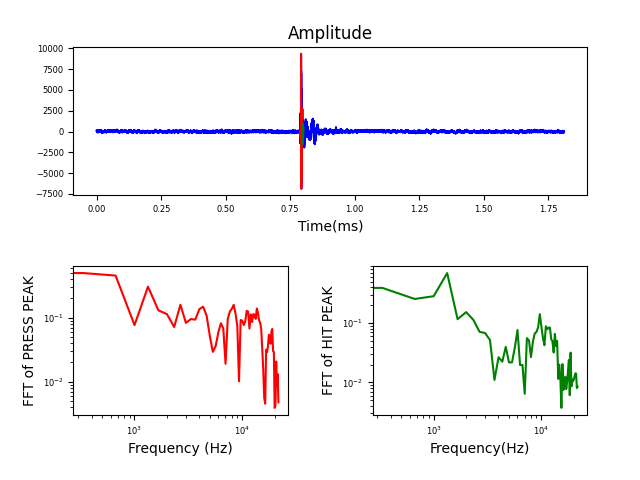 Amplitude
10000
7500
5000
2500
0
−2500
−5000
−7500
0.00 0.25 0.50 0.75 1.00 1.25 1.50 1.75
Time(ms)
FFT of PRESS PEAK
10⁻¹
10⁻²
10³ 10⁴
Frequency (Hz)
FFT of HIT PEAK
10⁻¹
10⁻²
10³ 10⁴
Frequency(Hz)